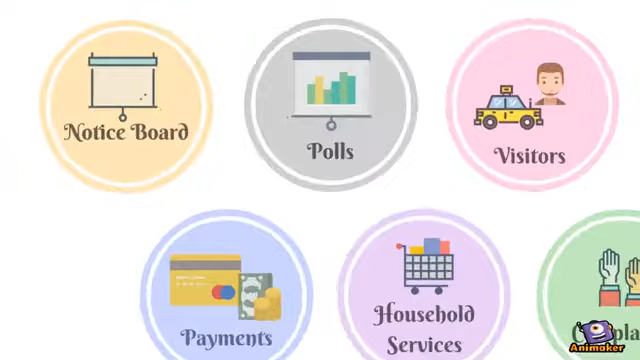 Notice Board
Polls
Visitors
Payments
Household
Services
Animaker